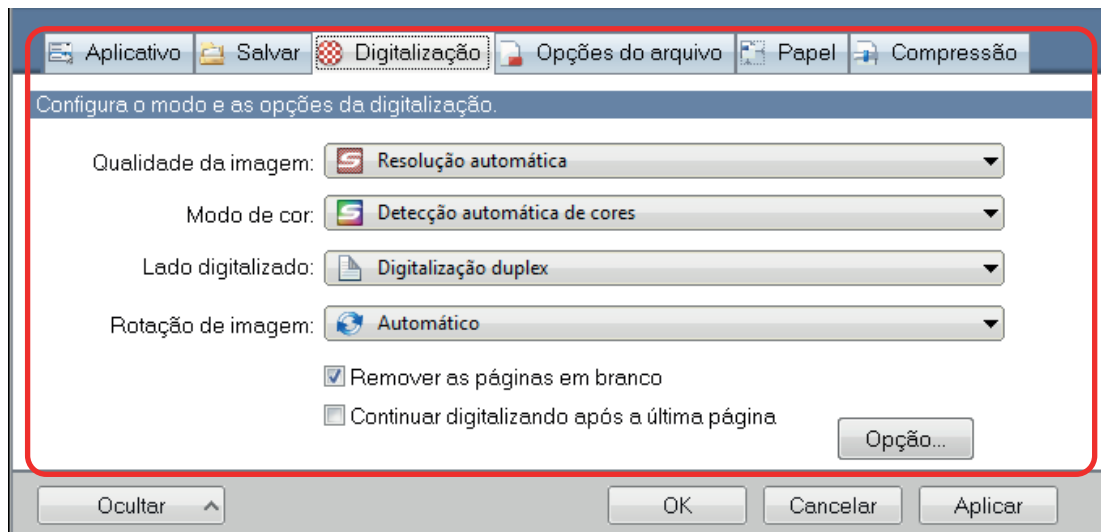 Aplicativo Salvar Digitalização Opções do arquivo Papel Compressão
Configura o modo e as opções da digitalização.
Qualidade da imagem: Resolução automática
Modo de cor: Detecção automática de cores
Lado digitalizado: Digitalização duplex
Rotação de imagem: Automático
Remover as páginas em branco
Continuar digitalizando após a última página
Opção...
Ocultar OK Cancelar Aplicar